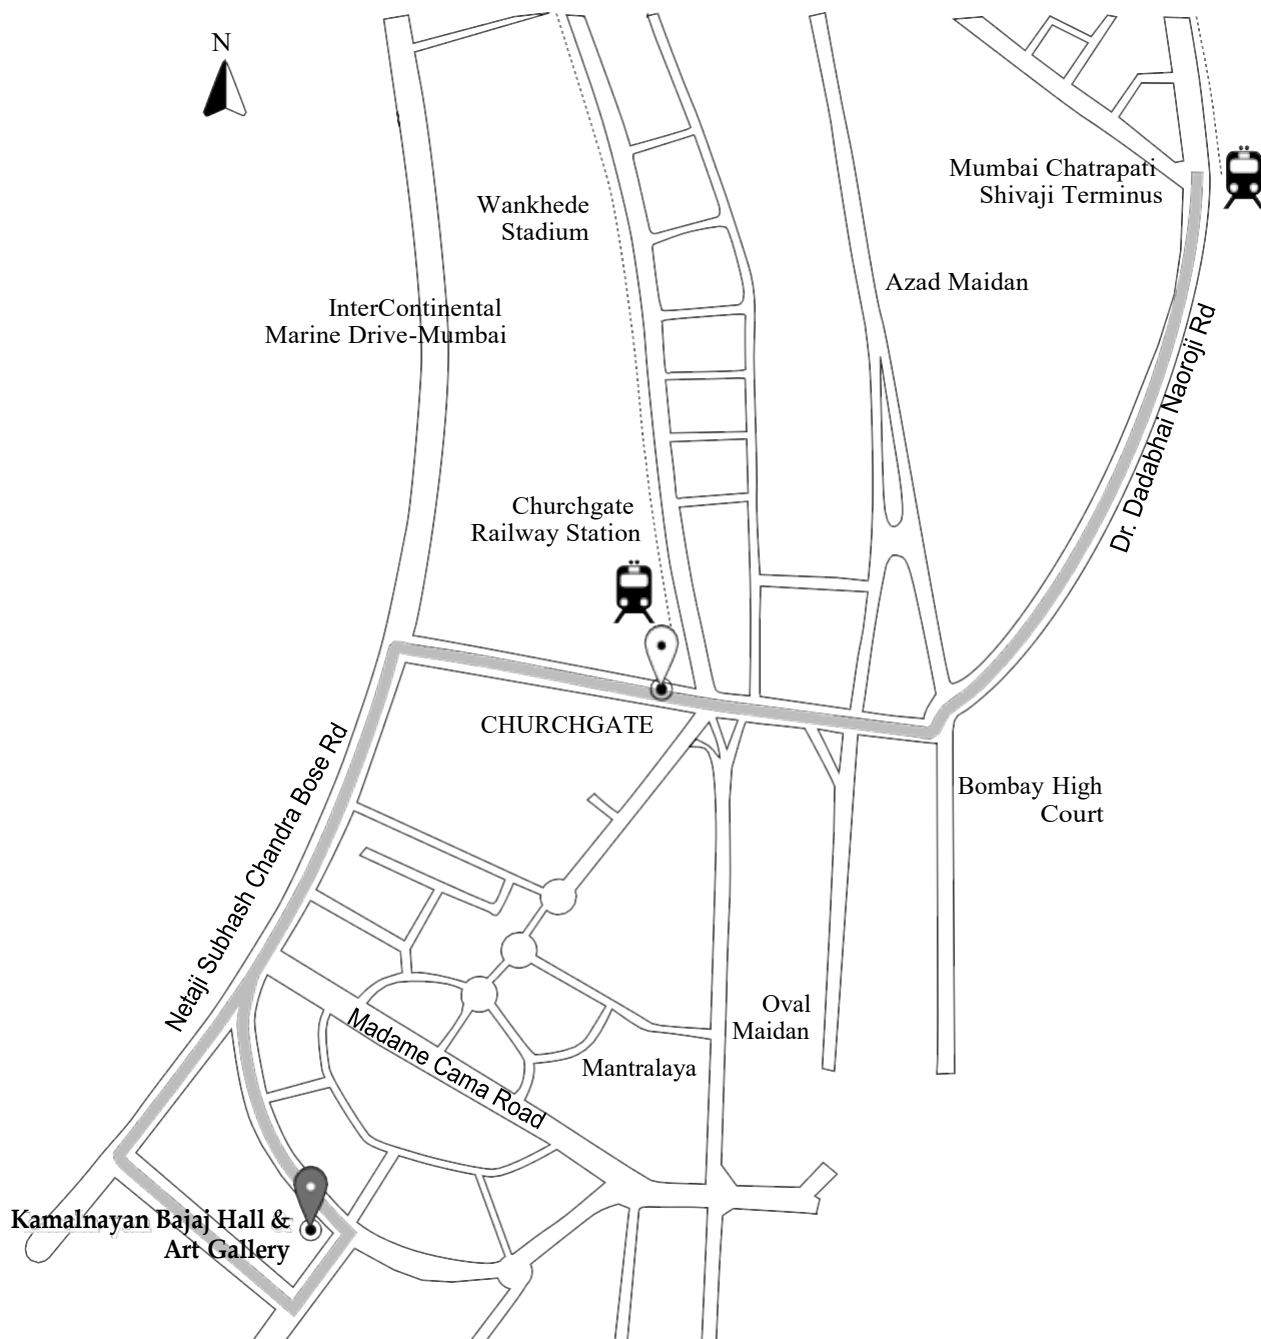 N
Mumbai Chatrapati
Shivaji Terminus
Wankhede
Stadium
Azad Maidan
InterContinental
Marine Drive-Mumbai
Dr. Dadabhai Naoroji Rd
Churchgate
Railway Station
CHURCHGATE
Netaji Subhash Chandra Bose Rd
Bombay High
Court
Oval
Maidan
Madame Cama Road
Mantralaya
Kamalnayan Bajaj Hall &
Art Gallery